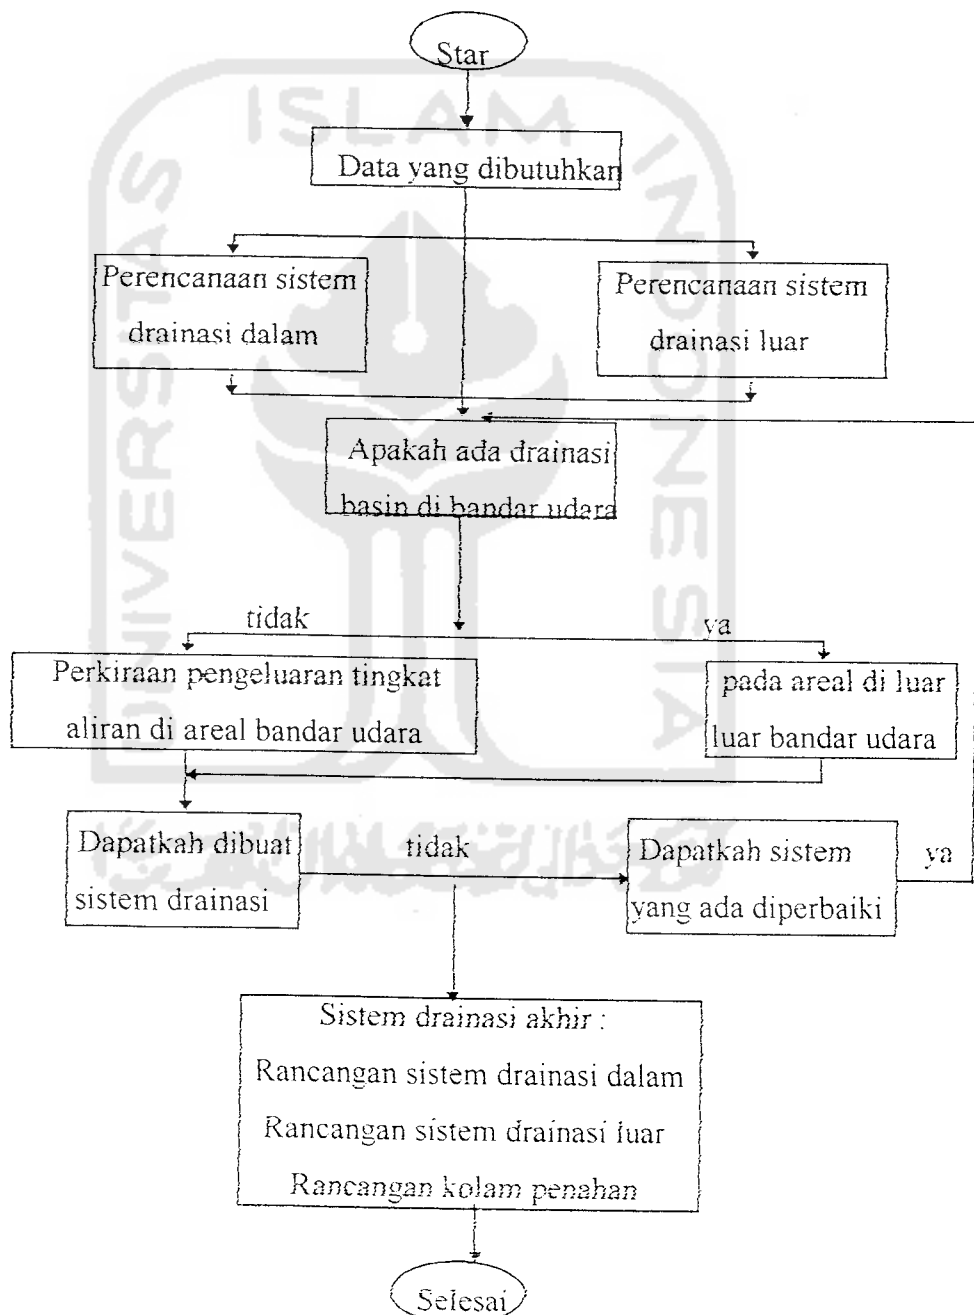 Star
ISLAM
UNIVERSITAS
INDONESIA
Data yang dibutuhkan
Perencanaan sistem
drainasi dalam
Perencanaan sistem
drainasi luar
Apakah ada drainasi
basin di bandar udara
tidak
ya
Perkiraan pengeluaran tingkat
aliran di areal bandar udara
pada areal di luar
luar bandar udara
Dapatkah dibuat
sistem drainasi
tidak
Dapatkah sistem
yang ada diperbaiki
ya
Sistem drainasi akhir :
Rancangan sistem drainasi dalam
Rancangan sistem drainasi luar
Rancangan kolam penahan
Selesai